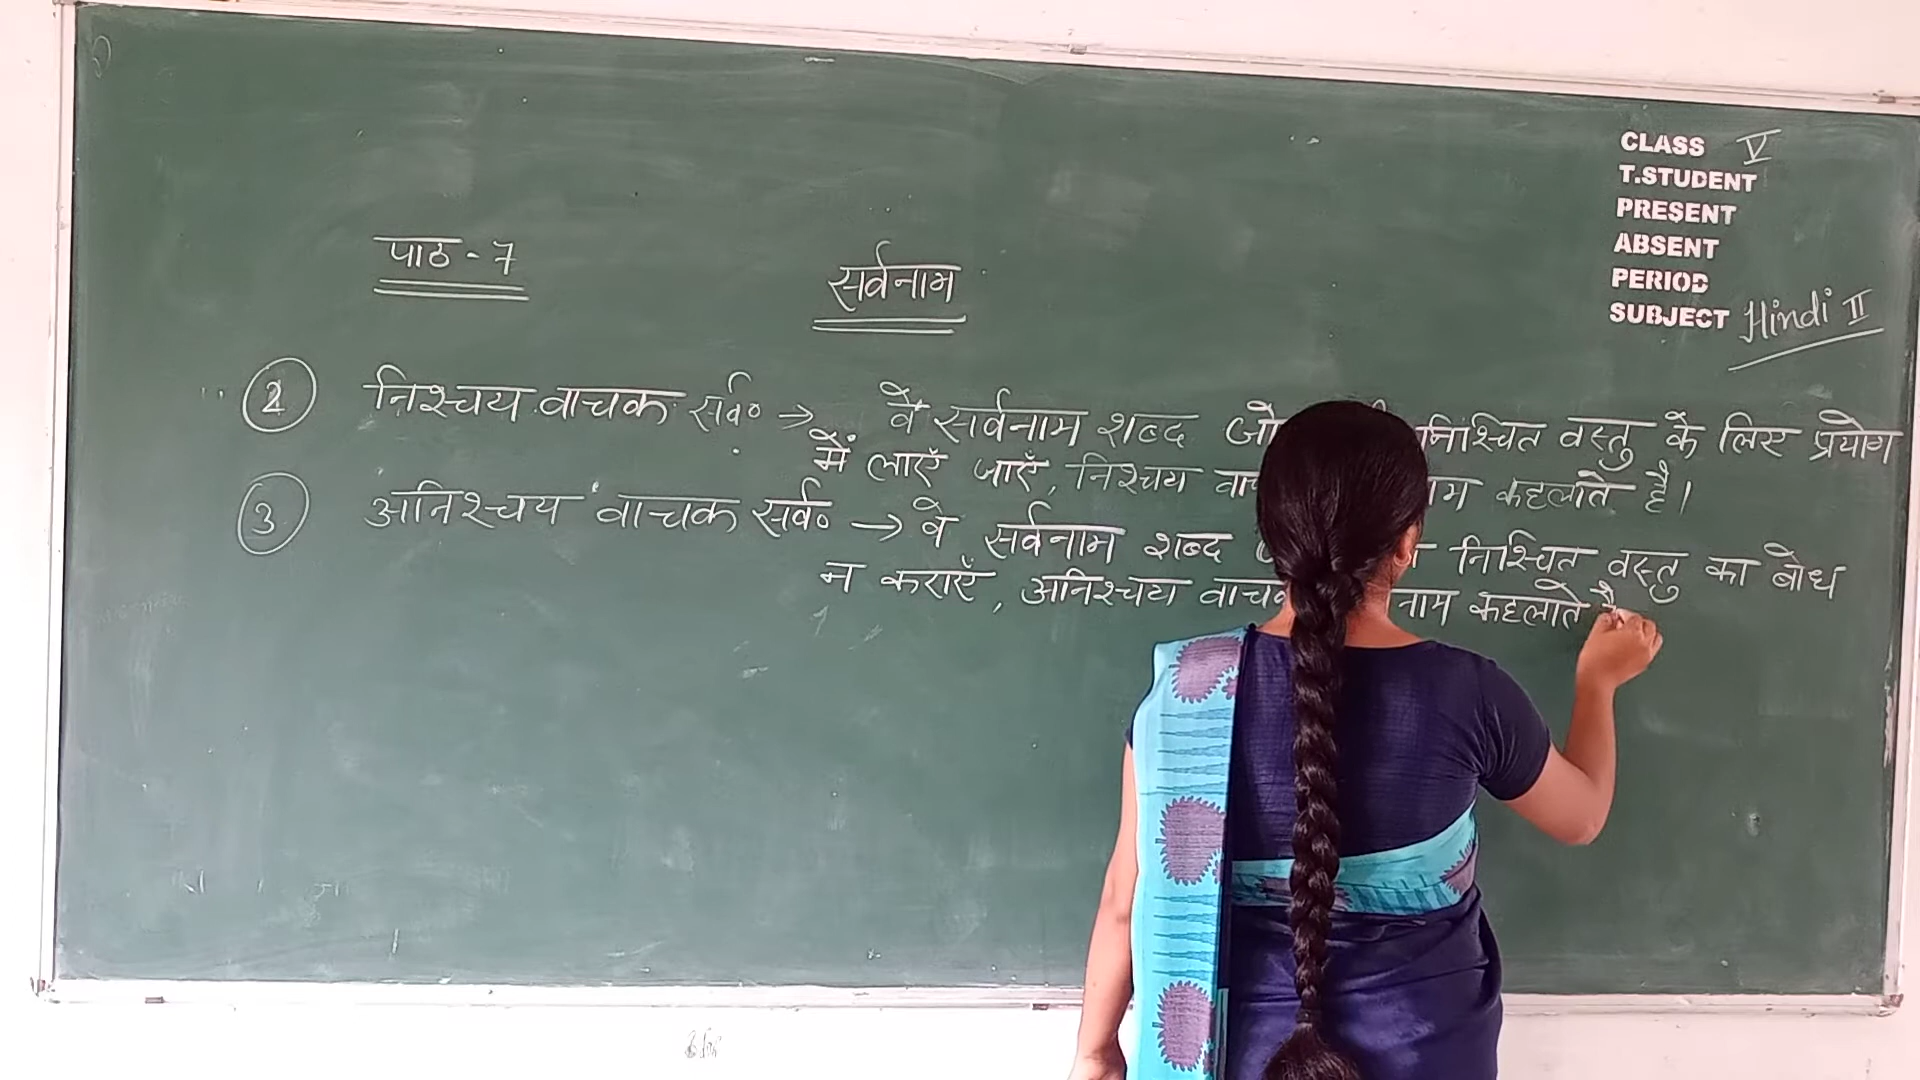 CLASS V
T.STUDENT
PRESENT
ABSENT
PERIOD
SUBJECT Hindi II
पाठ - 7
सर्वनाम
2 निश्चय वाचक सर्व० → वे सर्वनाम शब्द जो निश्चित वस्तु के लिए प्रयोग
में लाएँ जाएँ, निश्चय कहलाते है।
3 अनिश्चय वाचक सर्व० → वे सर्वनाम शब्द निश्चित वस्तु का बोध
न कराएँ, अनिश्चय कहलाते है